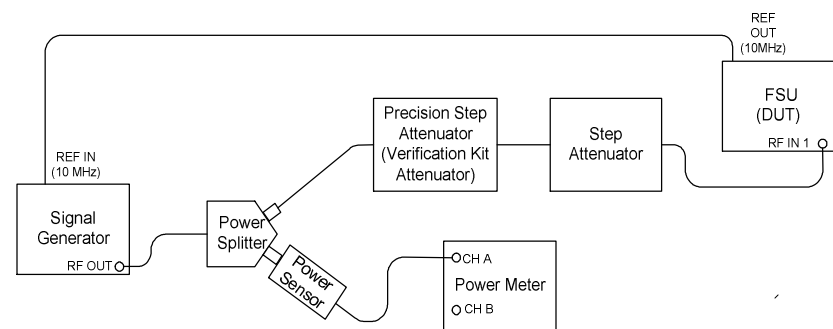 REF
OUT
(10MHz)
FSU
(DUT)
RF IN 1
Precision Step
Attenuator
(Verification Kit
Attenuator)
Step
Attenuator
REF IN
(10 MHz)
Signal
Generator
RF OUT
Power
Splitter
Power
Sensor
CH A
Power Meter
CH B